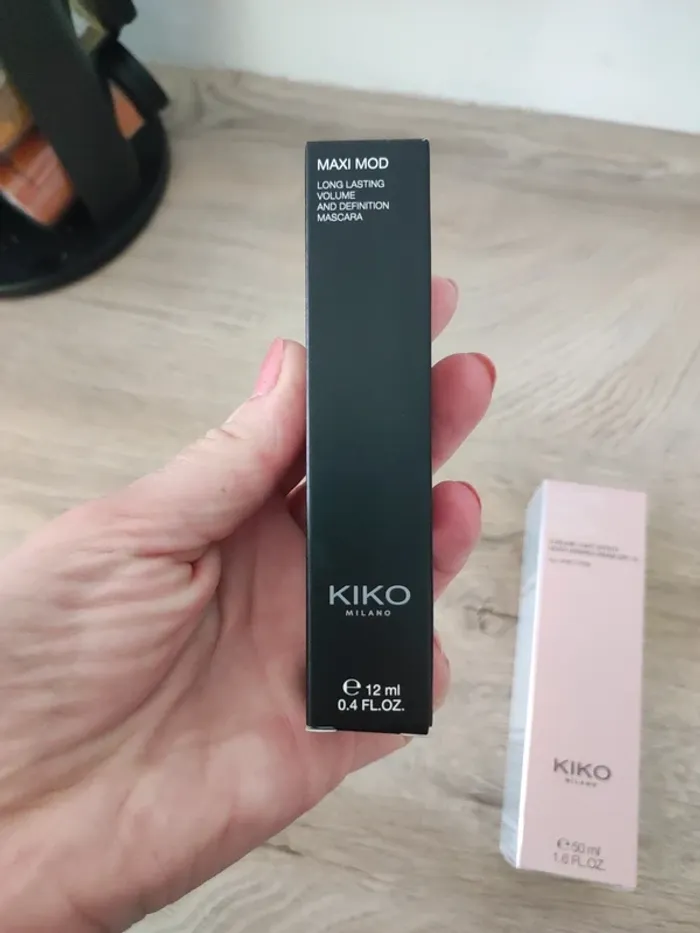 MAXI MOD
LONG LASTING
VOLUME
AND DEFINITION
MASCARA
KIKO
MILANO
℮ 12 ml
0.4 FL.OZ.
KIKO
MILANO
℮ 50 ml
1.6 FL.OZ.